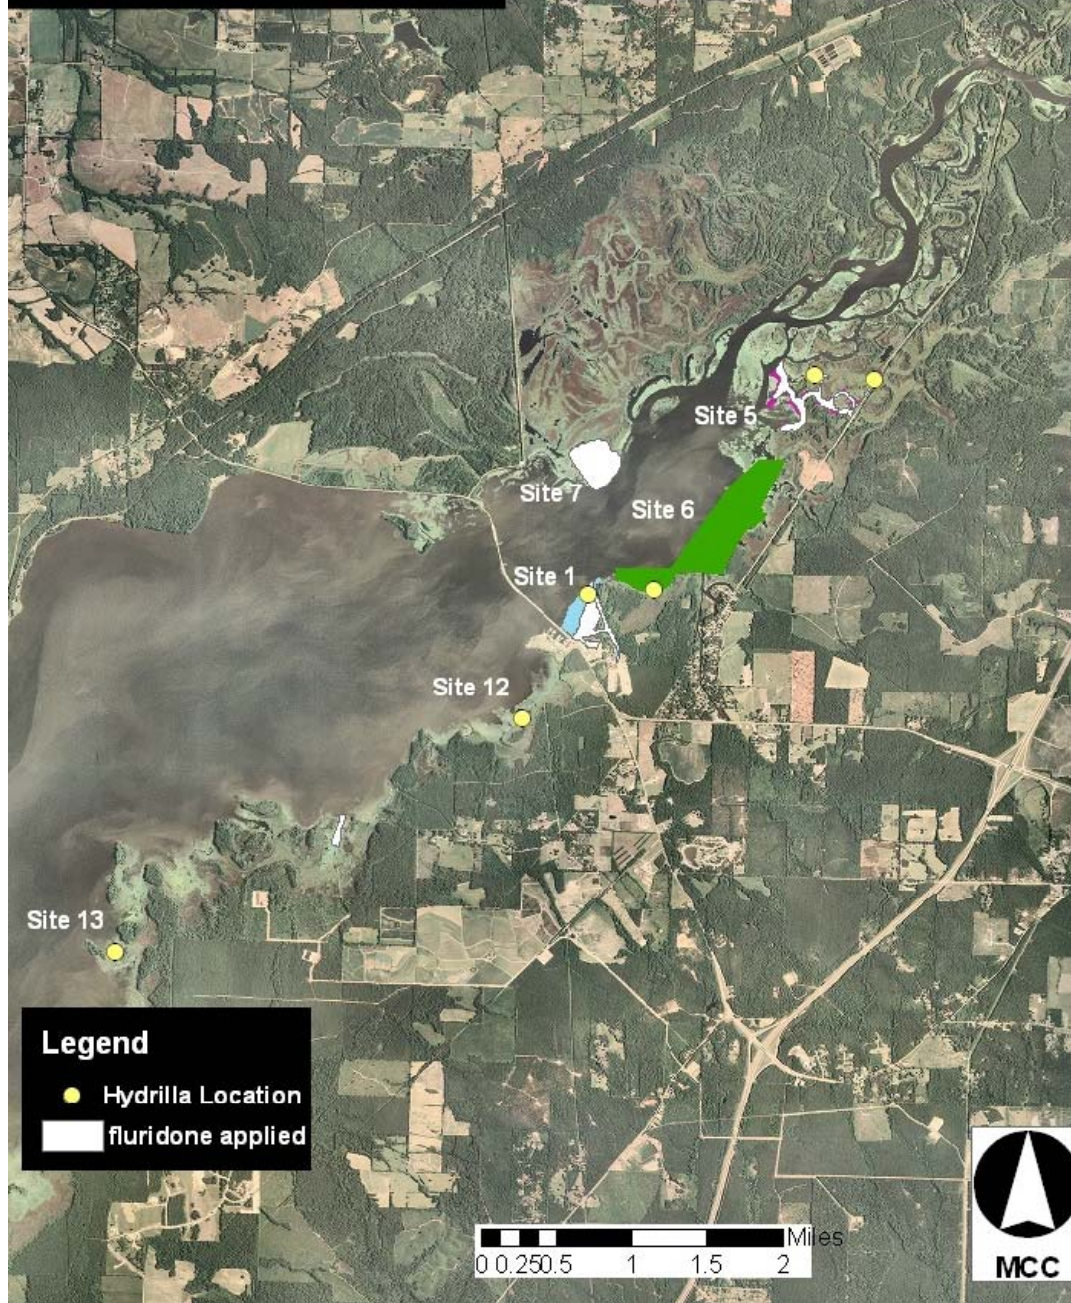 Site 5
Site 7
Site 6
Site 1
Site 12
Site 13
Legend
Hydrilla Location
fluridone applied
Miles
0 0.250.5 1 1.5 2
MCC